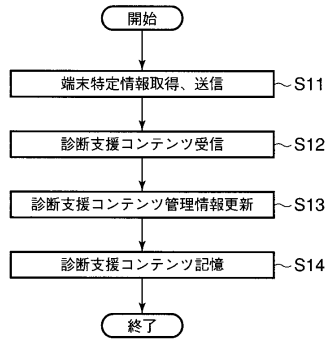 開始
端末特定情報取得、送信 S11
診断支援コンテンツ受信 S12
診断支援コンテンツ管理情報更新 S13
診断支援コンテンツ記憶 S14
終了